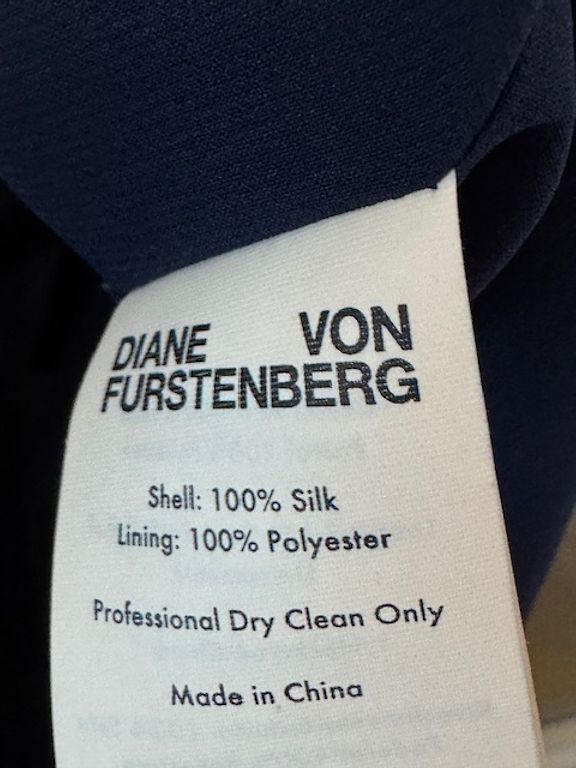 DIANE VON
FURSTENBERG
Shell: 100% Silk
Lining: 100% Polyester
Professional Dry Clean Only
Made in China